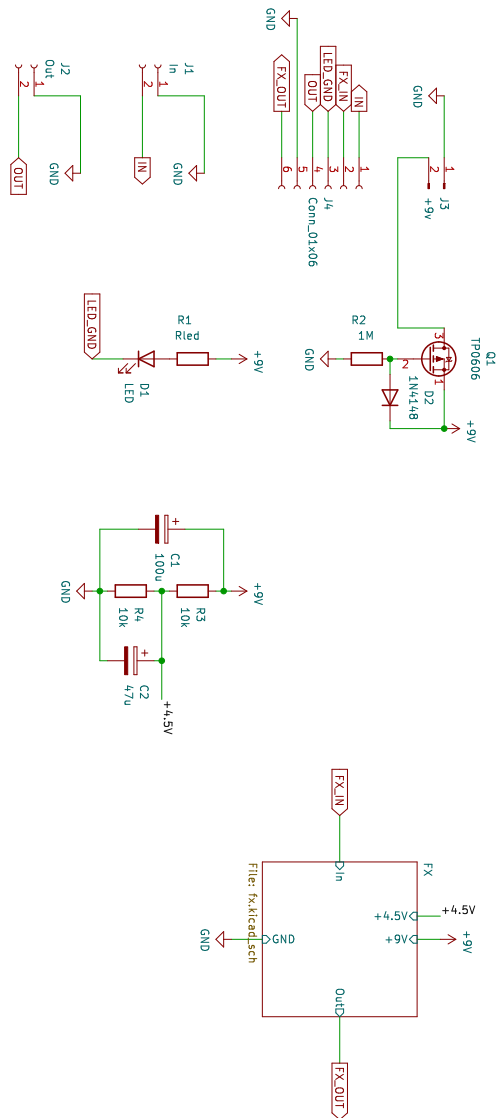 GND
1
2
J3
+9v
Q1
TP0606
3
1
2
+9V
D2
1N4148
R2
1M
GND
GND
IN
FX_IN
LED_GND
OUT
FX_OUT
1
2
3
4
5
6
J4
Conn_01x06
J1
In
1
2
GND
IN
J2
Out
1
2
GND
OUT
+9V
R1
Rled
D1
LED
LED_GND
+9V
C1
100u
R3
10k
R4
10k
GND
C2
47u
+4.5V
FX
FX_IN
In
+4.5V
+4.5V
+9V
+9V
GND
GND
Out
FX_OUT
File: fx.kicad_sch